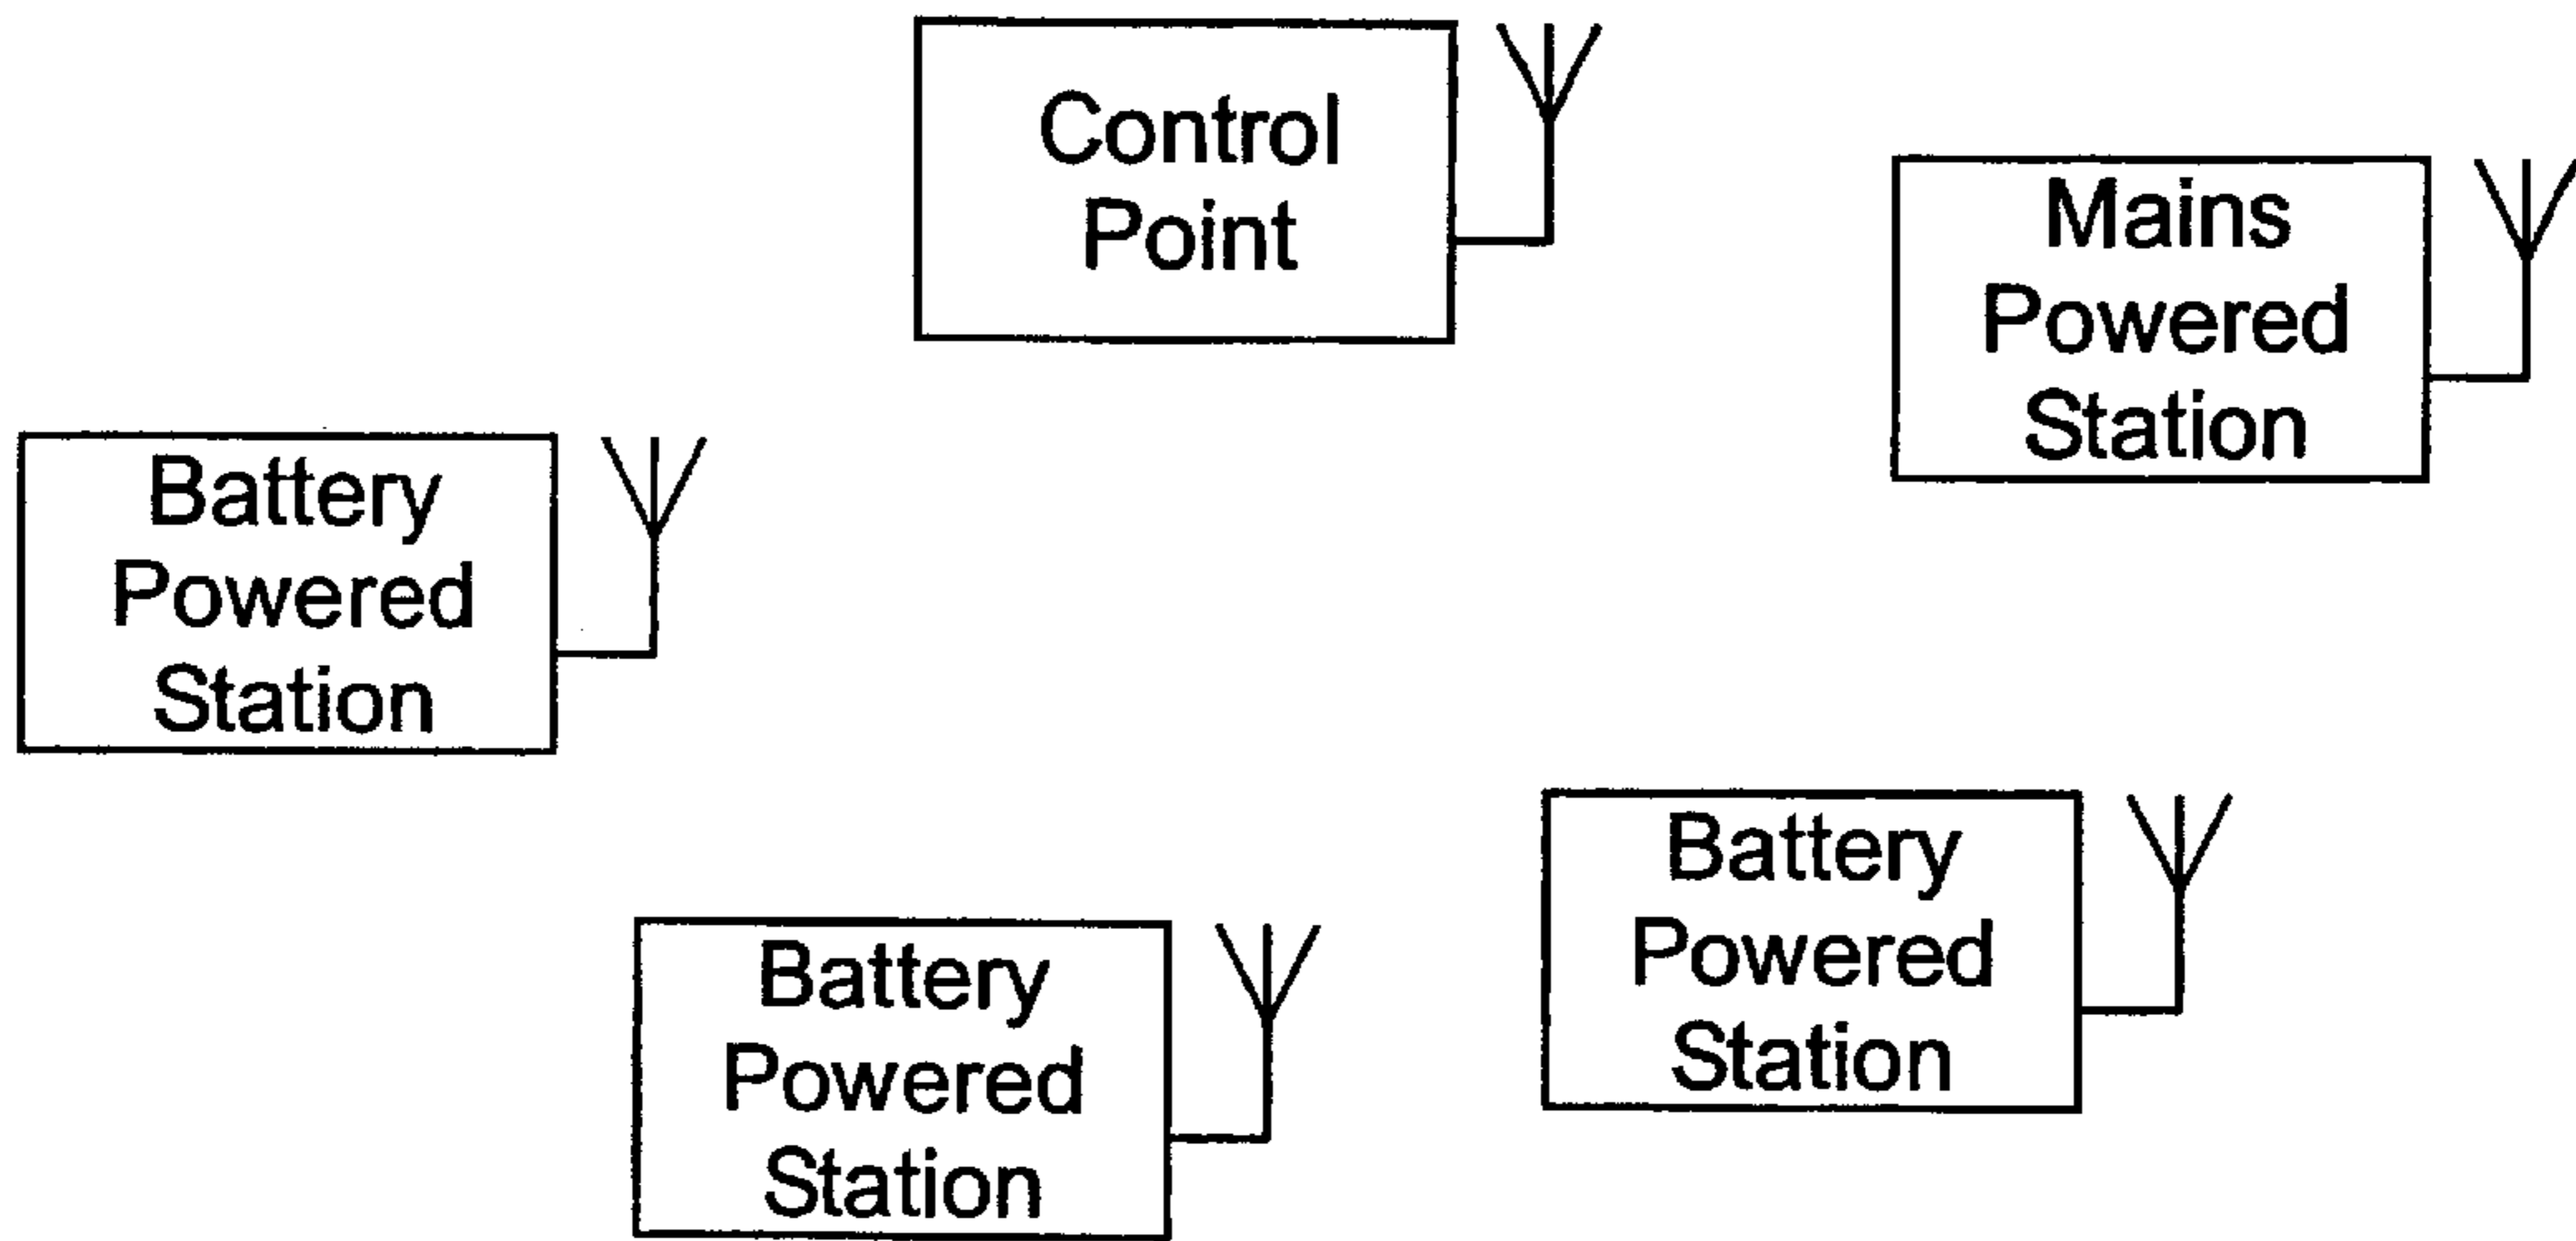 Control
Point
Mains
Powered
Station
Battery
Powered
Station
Battery
Powered
Station
Battery
Powered
Station